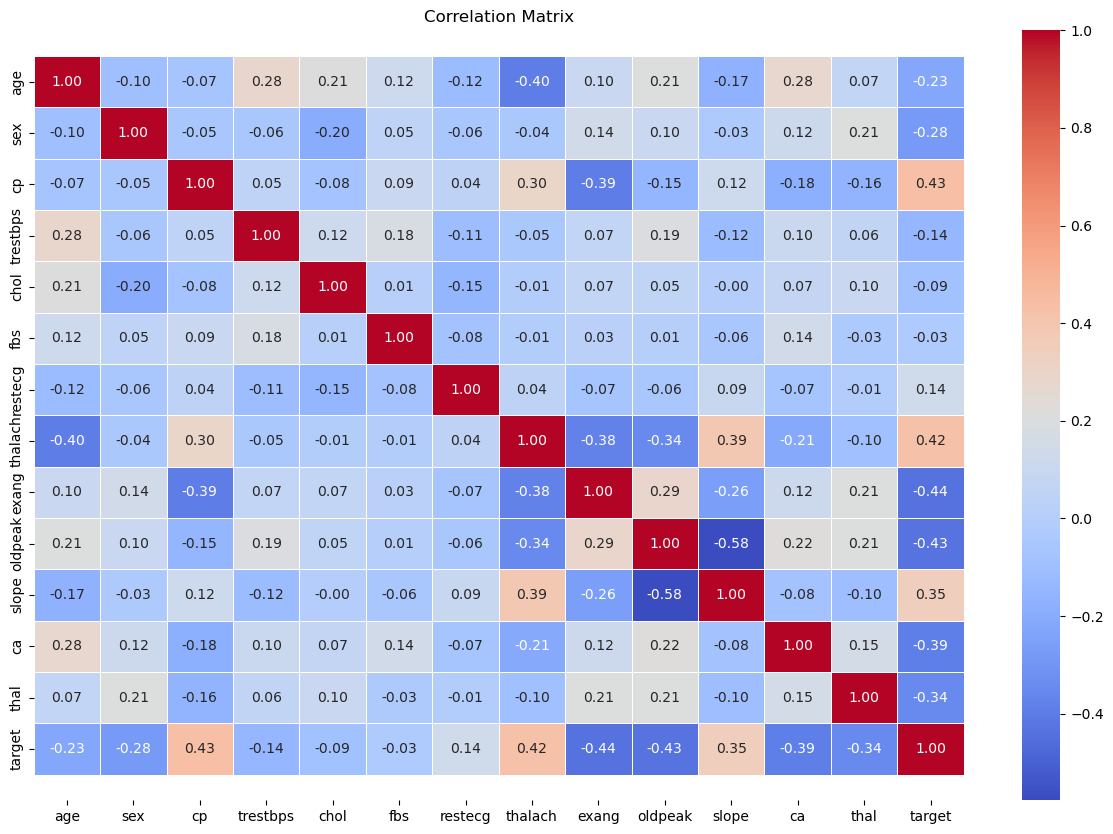 Correlation Matrix
age 1.00 -0.10 -0.07 0.28 0.21 0.12 -0.12 -0.40 0.10 0.21 -0.17 0.28 0.07 -0.23
sex -0.10 1.00 -0.05 -0.06 -0.20 0.05 -0.06 -0.04 0.14 0.10 -0.03 0.12 0.21 -0.28
cp -0.07 -0.05 1.00 0.05 -0.08 0.09 0.04 0.30 -0.39 -0.15 0.12 -0.18 -0.16 0.43
trestbps 0.28 -0.06 0.05 1.00 0.12 0.18 -0.11 -0.05 0.07 0.19 -0.12 0.10 0.06 -0.14
chol 0.21 -0.20 -0.08 0.12 1.00 0.01 -0.15 -0.01 0.07 0.05 -0.00 0.07 0.10 -0.09
fbs 0.12 0.05 0.09 0.18 0.01 1.00 -0.08 -0.01 0.03 0.01 -0.06 0.14 -0.03 -0.03
restecg -0.12 -0.06 0.04 -0.11 -0.15 -0.08 1.00 0.04 -0.07 -0.06 0.09 -0.07 -0.01 0.14
thalach -0.40 -0.04 0.30 -0.05 -0.01 -0.01 0.04 1.00 -0.38 -0.34 0.39 -0.21 -0.10 0.42
exang 0.10 0.14 -0.39 0.07 0.07 0.03 -0.07 -0.38 1.00 0.29 -0.26 0.12 0.21 -0.44
oldpeak 0.21 0.10 -0.15 0.19 0.05 0.01 -0.06 -0.34 0.29 1.00 -0.58 0.22 0.21 -0.43
slope -0.17 -0.03 0.12 -0.12 -0.00 -0.06 0.09 0.39 -0.26 -0.58 1.00 -0.08 -0.10 0.35
ca 0.28 0.12 -0.18 0.10 0.07 0.14 -0.07 -0.21 0.12 0.22 -0.08 1.00 0.15 -0.39
thal 0.07 0.21 -0.16 0.06 0.10 -0.03 -0.01 -0.10 0.21 0.21 -0.10 0.15 1.00 -0.34
target -0.23 -0.28 0.43 -0.14 -0.09 -0.03 0.14 0.42 -0.44 -0.43 0.35 -0.39 -0.34 1.00
age sex cp trestbps chol fbs restecg thalach exang oldpeak slope ca thal target
1.0
0.8
0.6
0.4
0.2
0.0
−0.2
−0.4